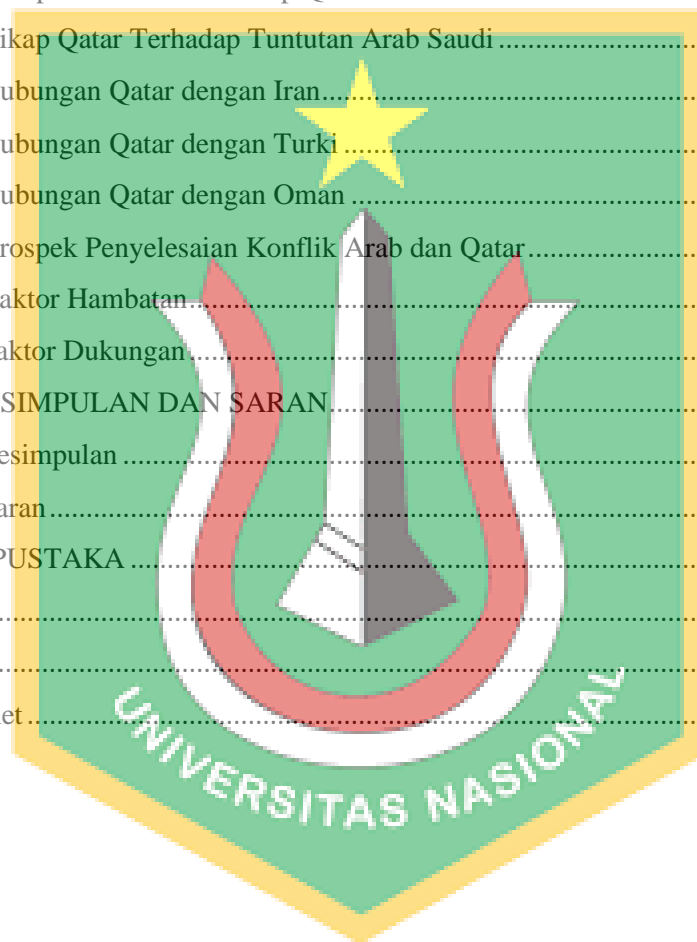 ikap Qatar Terhadap Tuntutan Arab Saudi ..........................................
ubungan Qatar dengan Iran..........................................
ubungan Qatar dengan Turki ..........................................
ubungan Qatar dengan Oman ..........................................
rospek Penyelesaian Konflik Arab dan Qatar..........................................
aktor Hambatan..........................................
aktor Dukungan..........................................
SIMPULAN DAN SARAN..........................................
esimpulan ..........................................
aran..........................................
PUSTAKA ..........................................
..........................................
..........................................
et ..........................................
UNIVERSITAS NASIONAL